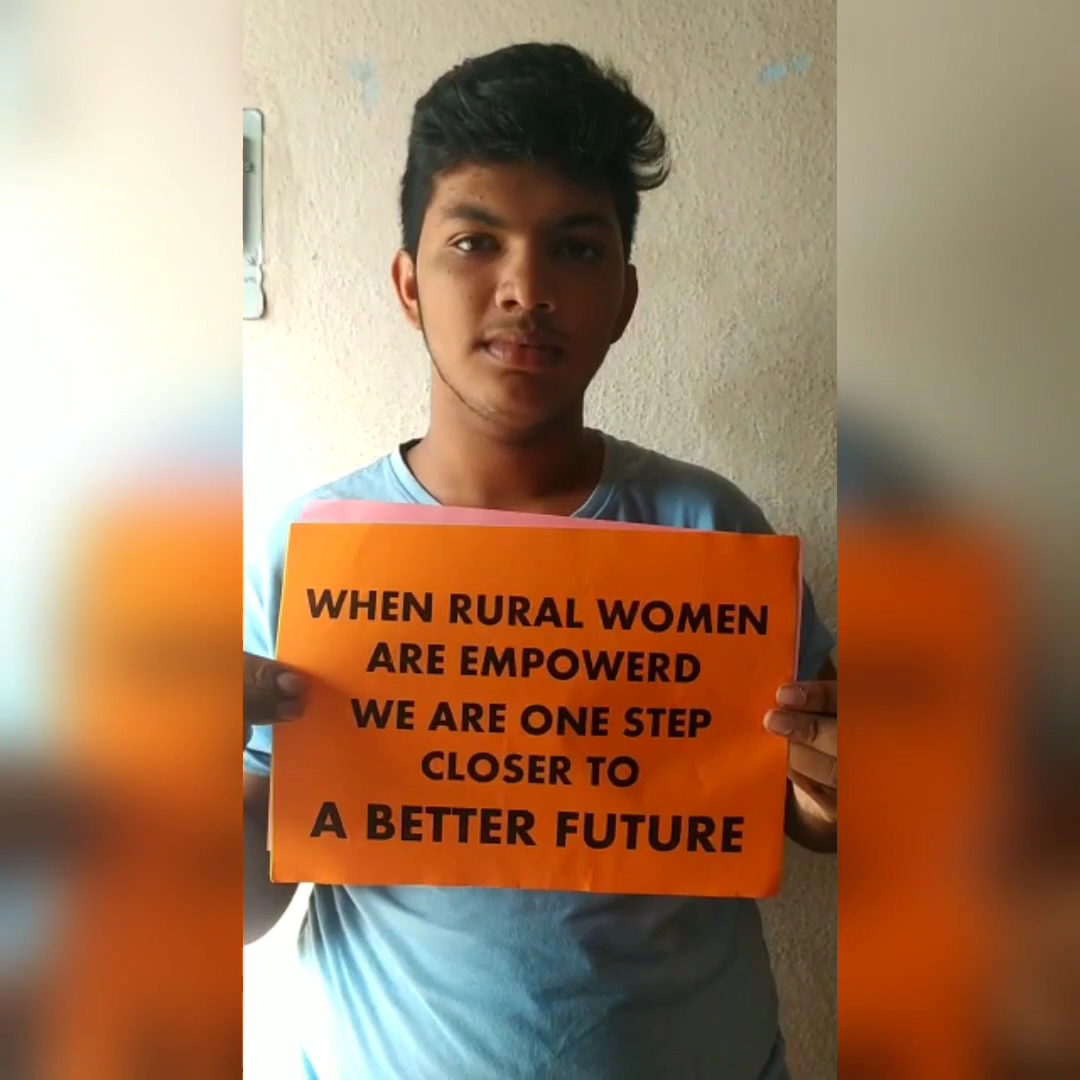 WHEN RURAL WOMEN
ARE EMPOWERD
WE ARE ONE STEP
CLOSER TO
A BETTER FUTURE